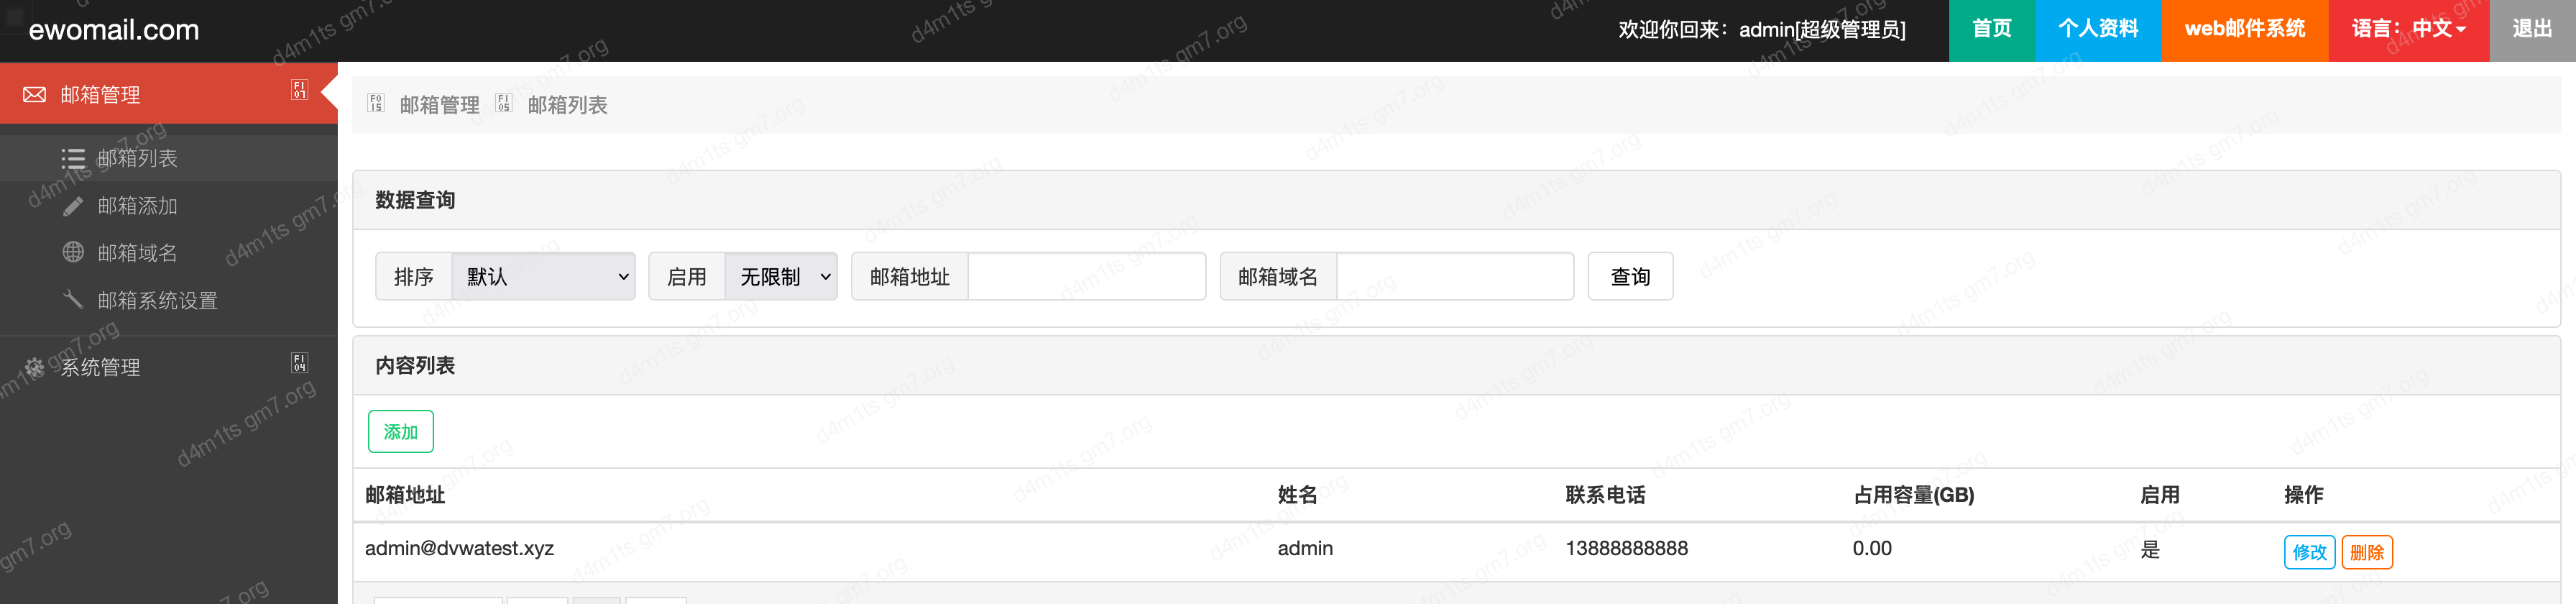 ewomail.com
欢迎你回来：admin[超级管理员]
首页
个人资料
web邮件系统
语言：中文
退出
邮箱管理
邮箱列表
邮箱添加
邮箱域名
邮箱系统设置
系统管理
邮箱管理 邮箱列表
数据查询
排序 默认 启用 无限制 邮箱地址 邮箱域名 查询
内容列表
添加
邮箱地址 姓名 联系电话 占用容量(GB) 启用 操作
admin@dvwatest.xyz admin 13888888888 0.00 是 修改 删除
d4m1ts gm7.org